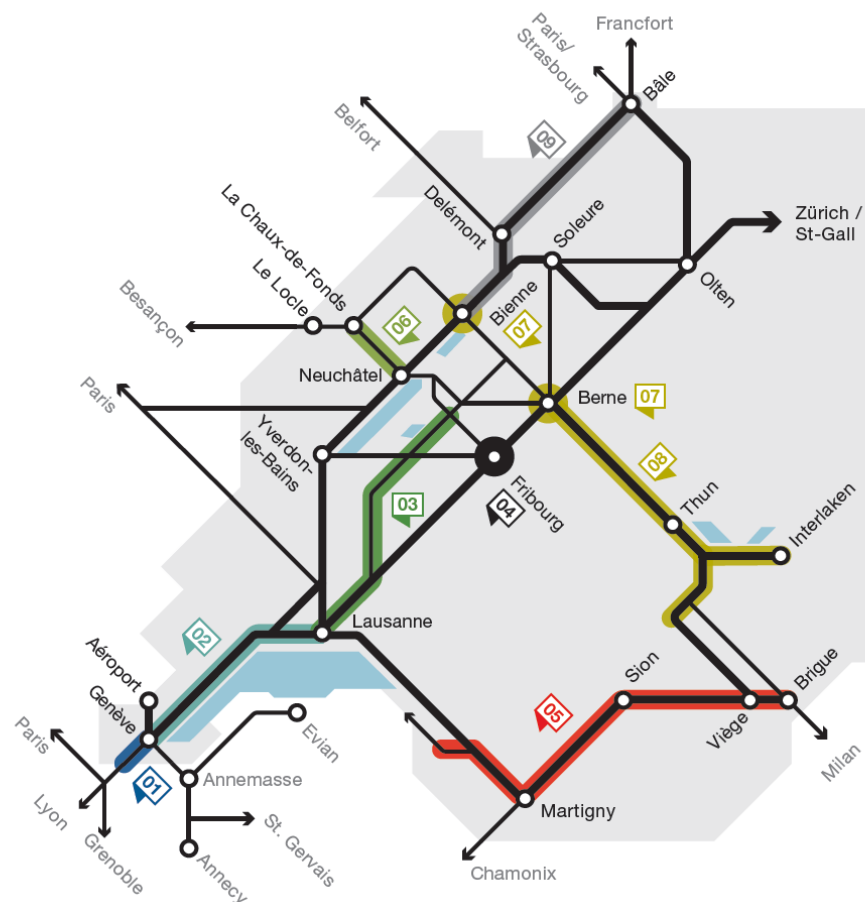 Francfort
Paris/
Strasbourg
Bâle
Belfort
09
Delémont
Soleure
Zürich /
St-Gall
La Chaux-de-Fonds
Le Locle
Olten
Besançon
06
Bienne
07
Neuchâtel
Berne
07
Paris
Yverdon-
les-Bains
08
Fribourg
03
04
Thun
Interlaken
Lausanne
02
Aéroport
Genève
Sion
Brigue
05
Viège
Evian
Paris
Milan
01
Annemasse
Lyon
Martigny
Grenoble
St. Gervais
Annecy
Chamonix